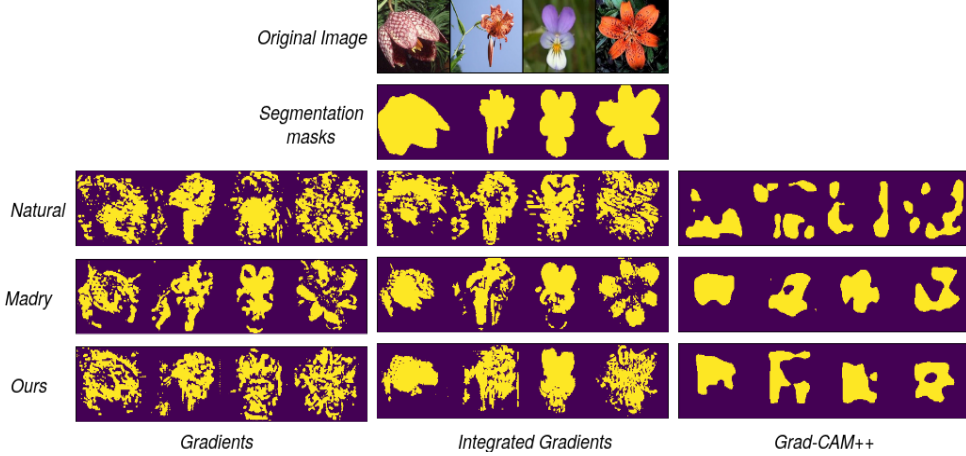 Original Image
Segmentation
masks
Natural
Madry
Ours
Gradients
Integrated Gradients
Grad-CAM++